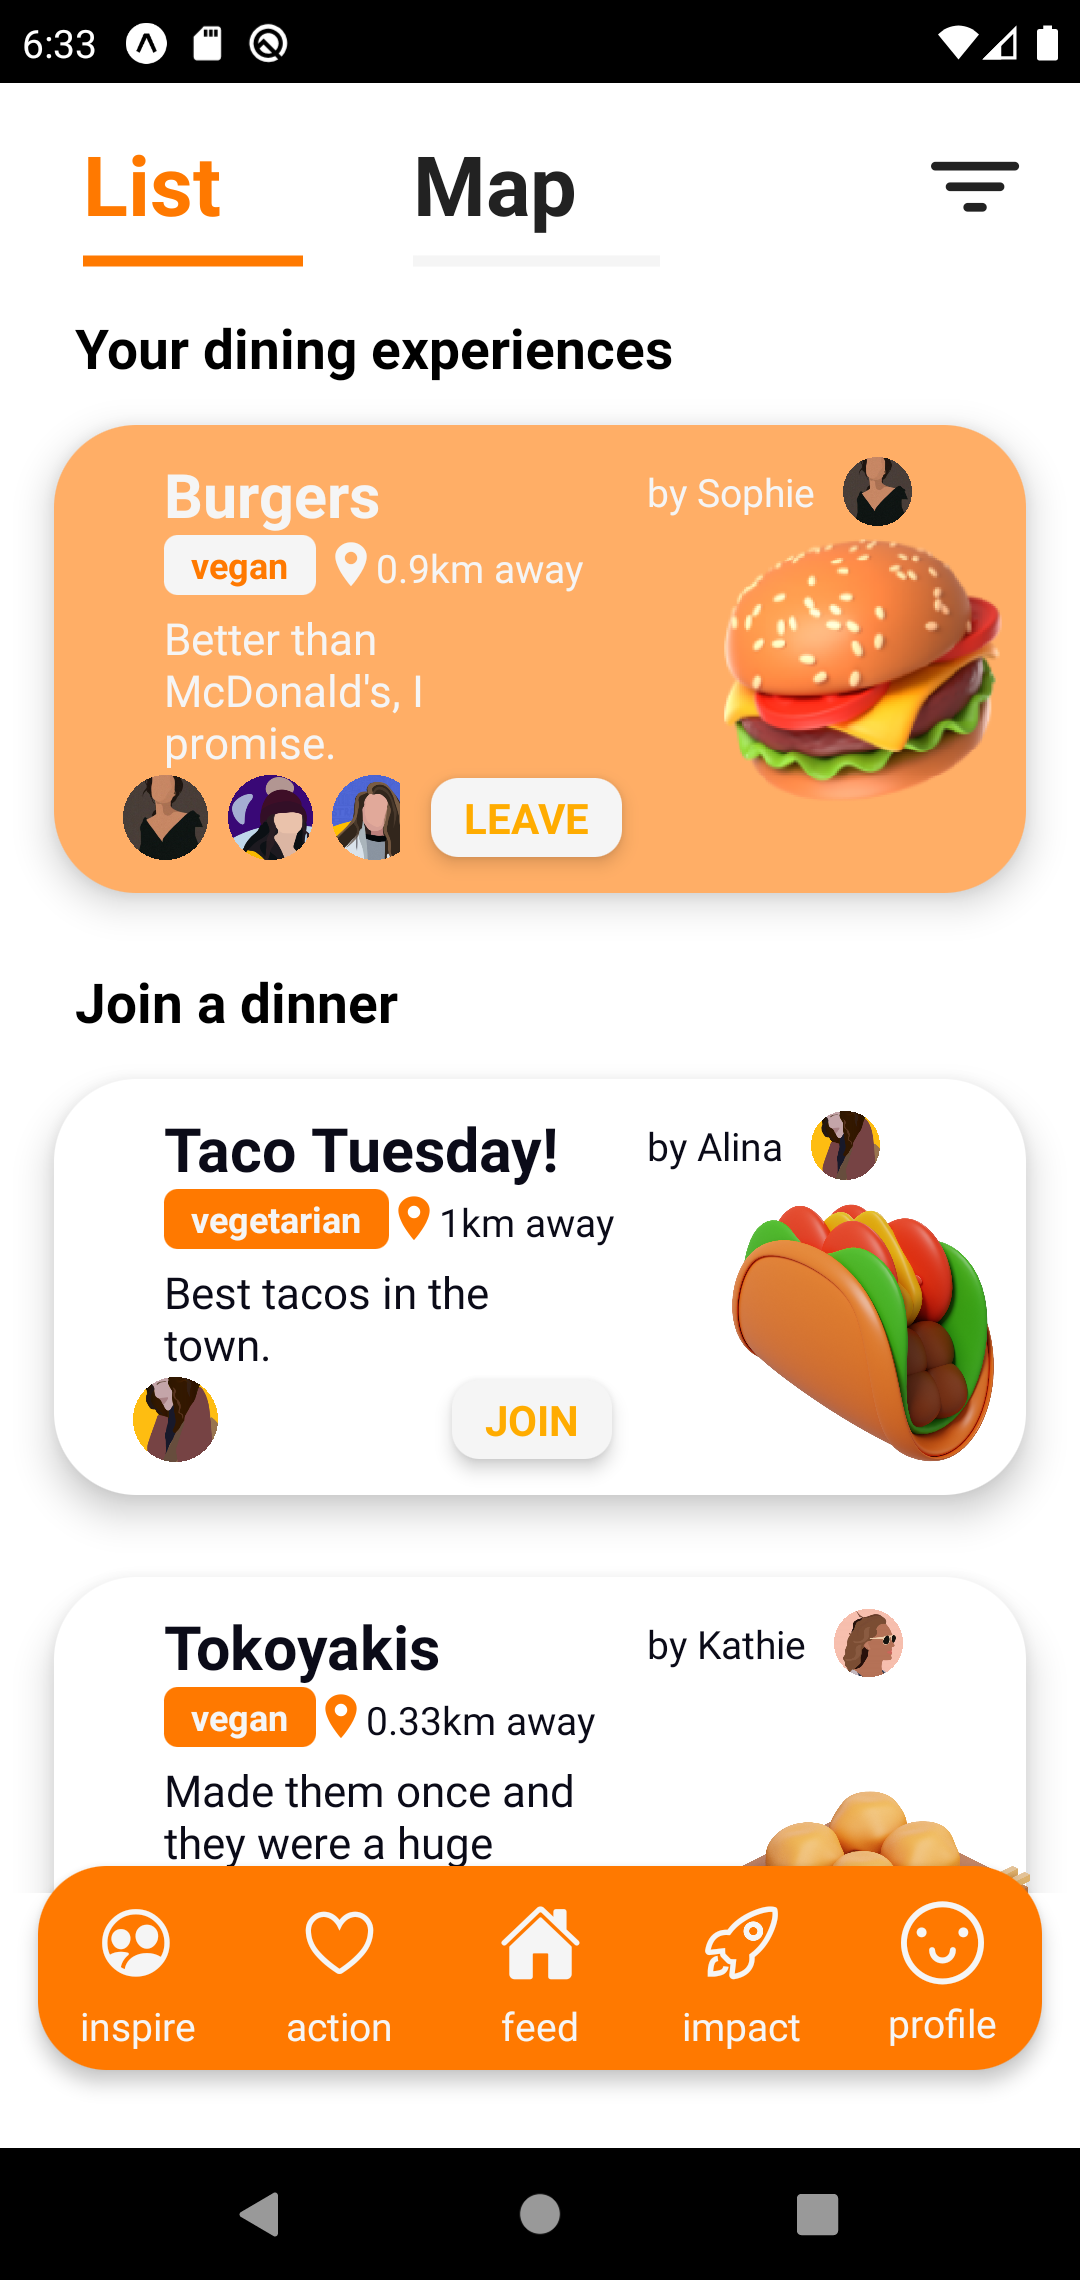 6:33
List Map
Your dining experiences
Burgers by Sophie
vegan 0.9km away
Better than
McDonald's, I
promise.
LEAVE
Join a dinner
Taco Tuesday! by Alina
vegetarian 1km away
Best tacos in the
town.
JOIN
Tokoyakis by Kathie
vegan 0.33km away
Made them once and
they were a huge
inspire action feed impact profile